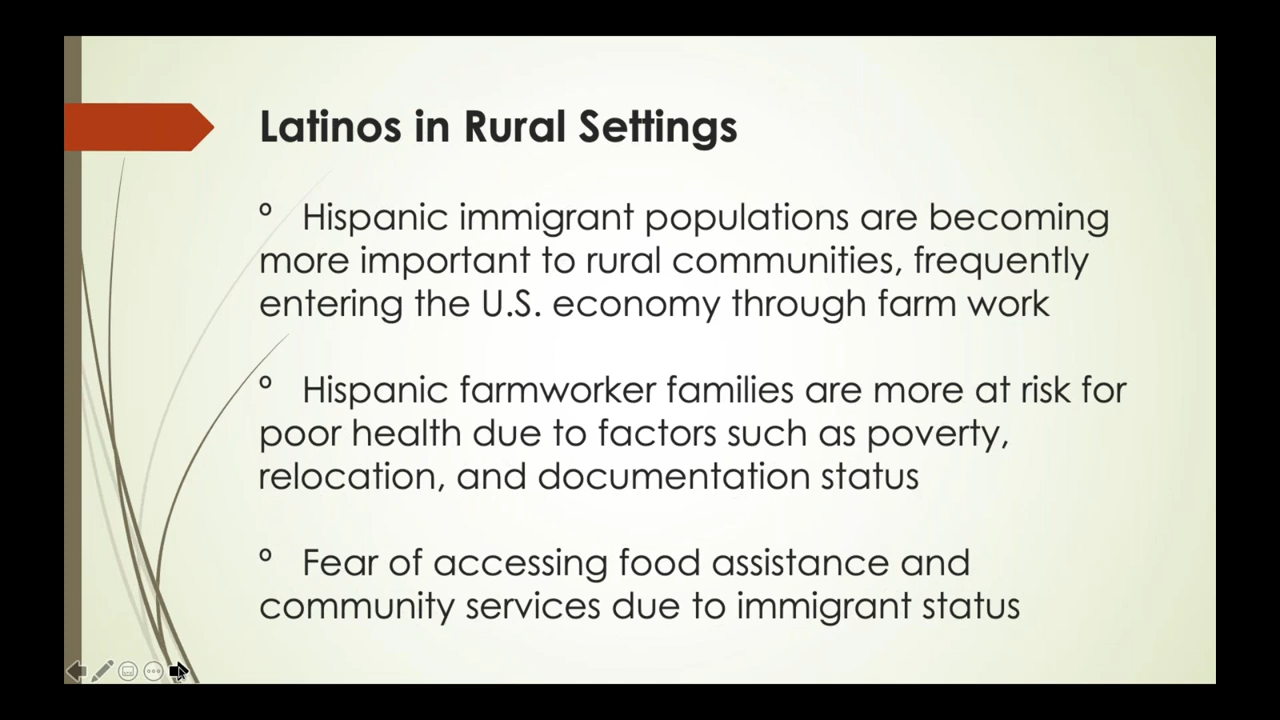 Latinos in Rural Settings
º Hispanic immigrant populations are becoming
more important to rural communities, frequently
entering the U.S. economy through farm work
º Hispanic farmworker families are more at risk for
poor health due to factors such as poverty,
relocation, and documentation status
º Fear of accessing food assistance and
community services due to immigrant status